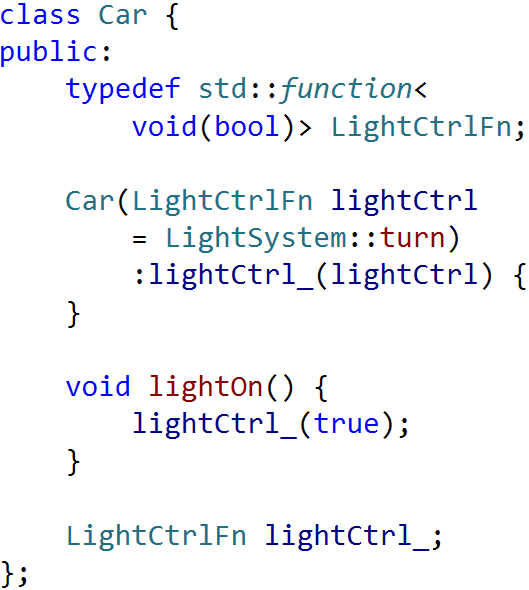 class Car {
public:
    typedef std::function<
        void(bool)> LightCtrlFn;

    Car(LightCtrlFn lightCtrl
        = LightSystem::turn)
        :lightCtrl_(lightCtrl) {
    }

    void lightOn() {
        lightCtrl_(true);
    }

    LightCtrlFn lightCtrl_;
};